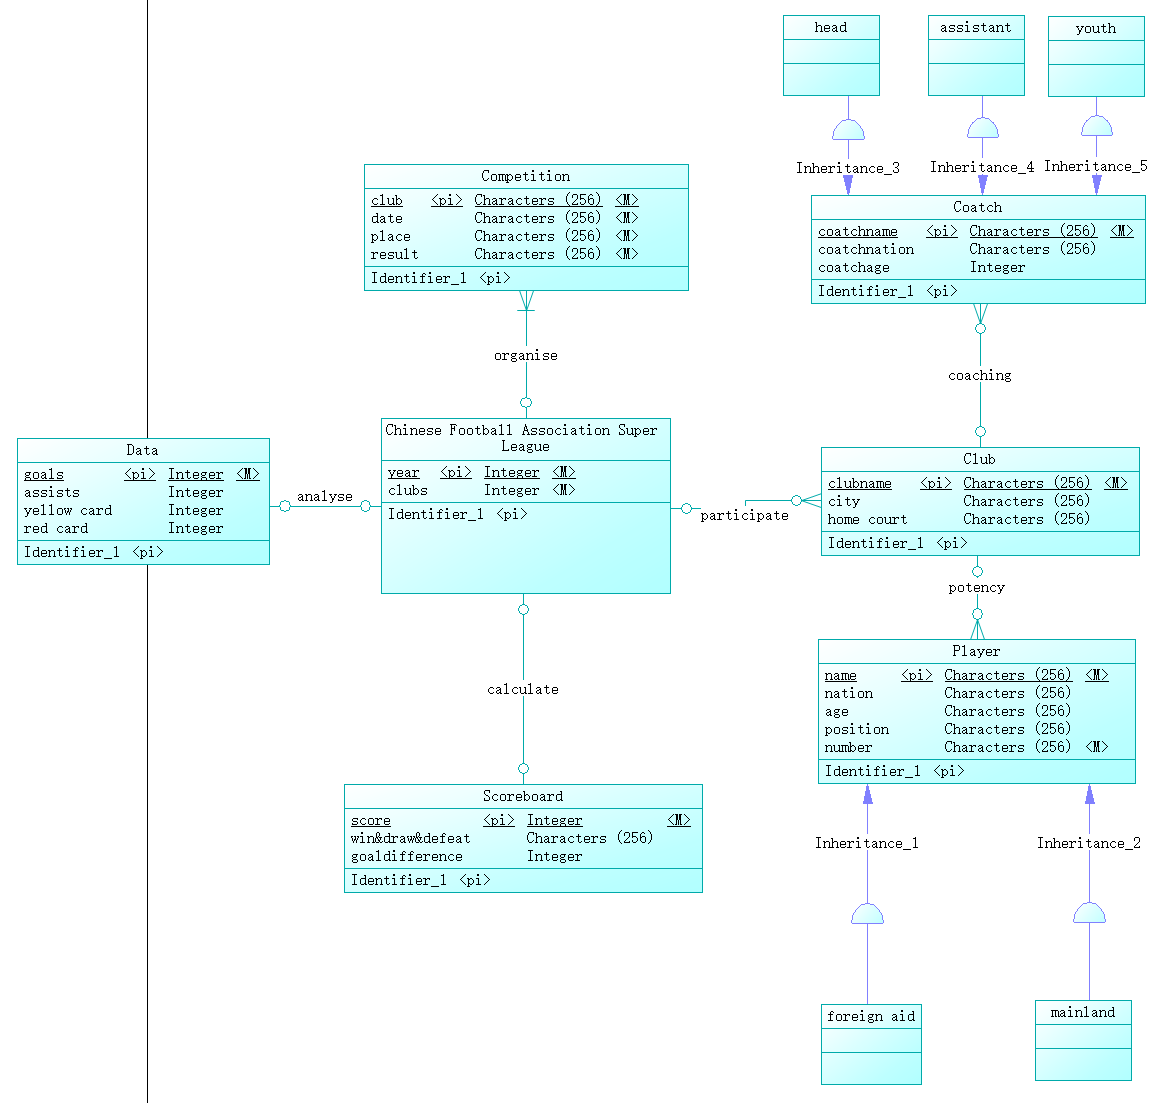 head
assistant
youth
Inheritance_3
Inheritance_4
Inheritance_5
Competition
club <pi> Characters (256) <M>
date Characters (256) <M>
place Characters (256) <M>
result Characters (256) <M>
Identifier_1 <pi>
Coatch
coatchname <pi> Characters (256) <M>
coatchnation Characters (256)
coatchage Integer
Identifier_1 <pi>
organise
coaching
Chinese Football Association Super
League
year <pi> Integer <M>
clubs Integer <M>
Identifier_1 <pi>
Data
goals <pi> Integer <M>
assists Integer
yellow card Integer
red card Integer
Identifier_1 <pi>
analyse
participate
Club
clubname <pi> Characters (256) <M>
city Characters (256)
home court Characters (256)
Identifier_1 <pi>
potency
Player
name <pi> Characters (256) <M>
nation Characters (256)
age Characters (256)
position Characters (256)
number Characters (256) <M>
Identifier_1 <pi>
calculate
Scoreboard
score <pi> Integer <M>
win&draw&defeat Characters (256)
goaldifference Integer
Identifier_1 <pi>
Inheritance_1
Inheritance_2
foreign aid
mainland